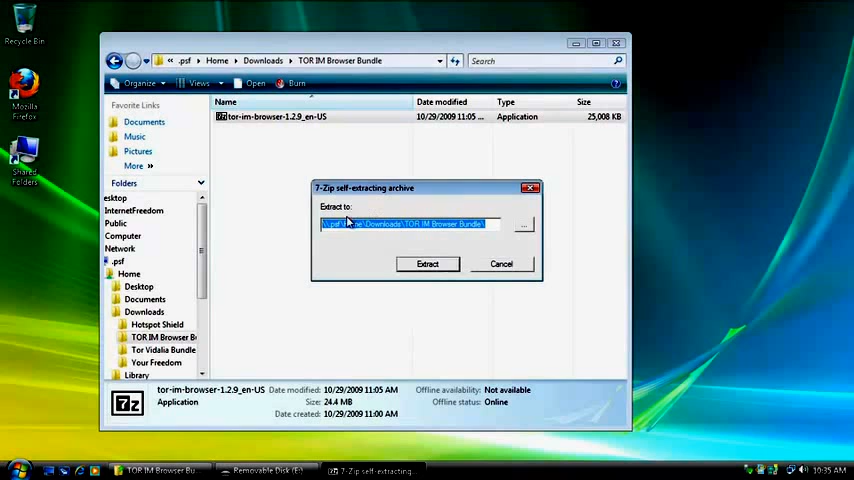 Recycle Bin
Mozilla
Firefox
Shared
Folders
« .psf ▸ Home ▸ Downloads ▸ TOR IM Browser Bundle
Search
Organize
Views
Open
Burn
Favorite Links
Documents
Music
Pictures
More »
Folders
Name
Date modified
Type
Size
7z tor-im-browser-1.2.9_en-US
10/29/2009 11:05 ...
Application
25,008 KB
esktop
InternetFreedom
Public
Computer
Network
.psf
Home
Desktop
Documents
Downloads
Hotspot Shield
TOR IM Browser B
Tor Vidalia Bundle
Your Freedom
Library
7-Zip self-extracting archive
Extract to:
\\.psf\Home\Downloads\TOR IM Browser Bundle\
...
Extract
Cancel
7z
tor-im-browser-1.2.9_en-US
Application
Date modified: 10/29/2009 11:05 AM
Size: 24.4 MB
Date created: 10/29/2009 11:00 AM
Offline availability: Not available
Offline status: Online
TOR IM Browser Bu...
Removable Disk (E:)
7-Zip self-extracting...
10:35 AM